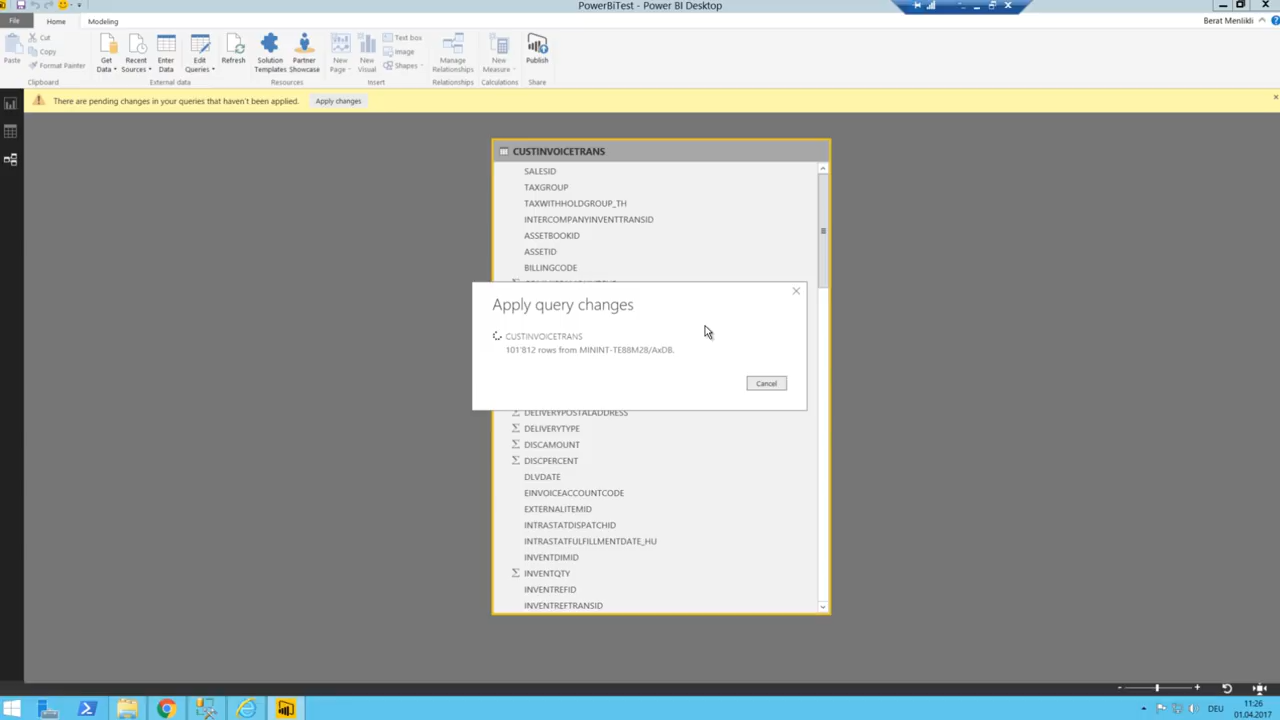 PowerBiTest - Power BI Desktop
File
Home
Modeling
Berat Menlikli
Paste
Cut
Copy
Format Painter
Get Data
Recent Sources
Enter Data
Edit Queries
Refresh
Solution Templates
Partner Showcase
New Page
New Visual
Text box
Image
Shapes
Manage Relationships
New Measure
Publish
Clipboard
External data
Resources
Insert
Relationships
Calculations
Share
There are pending changes in your queries that haven't been applied.
Apply changes
CUSTINVOICETRANS
SALESID
TAXGROUP
TAXWITHHOLDGROUP_TH
INTERCOMPANYINVENTTRANSID
ASSETBOOKID
ASSETID
BILLINGCODE
Apply query changes
CUSTINVOICETRANS
101'812 rows from MININT-TE88M28/AxDB.
Cancel
DELIVERYPOSTALADDRESS
DELIVERYTYPE
DISCAMOUNT
DISCPERCENT
DLVDATE
EINVOICEACCOUNTCODE
EXTERNALITEMID
INTRASTATDISPATCHID
INTRASTATFULFILLMENTDATE_HU
INVENTDIMID
INVENTQTY
INVENTREFID
INVENTREFTRANSID
DEU
11:26
01.04.2017